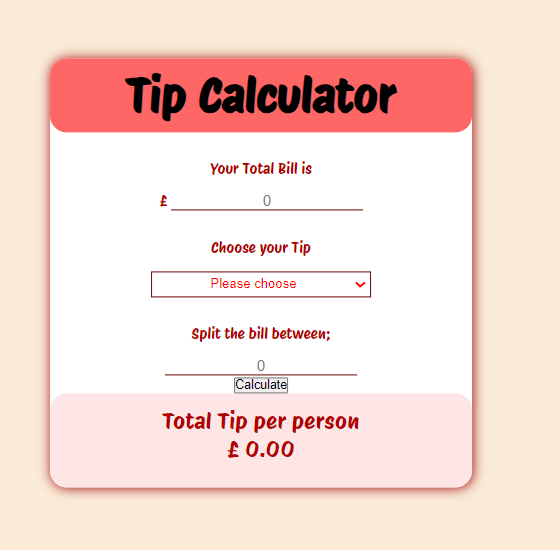 Tip Calculator
Your Total Bill is
£ 0
Choose your Tip
Please choose
Split the bill between;
0
Calculate
Total Tip per person
£ 0.00